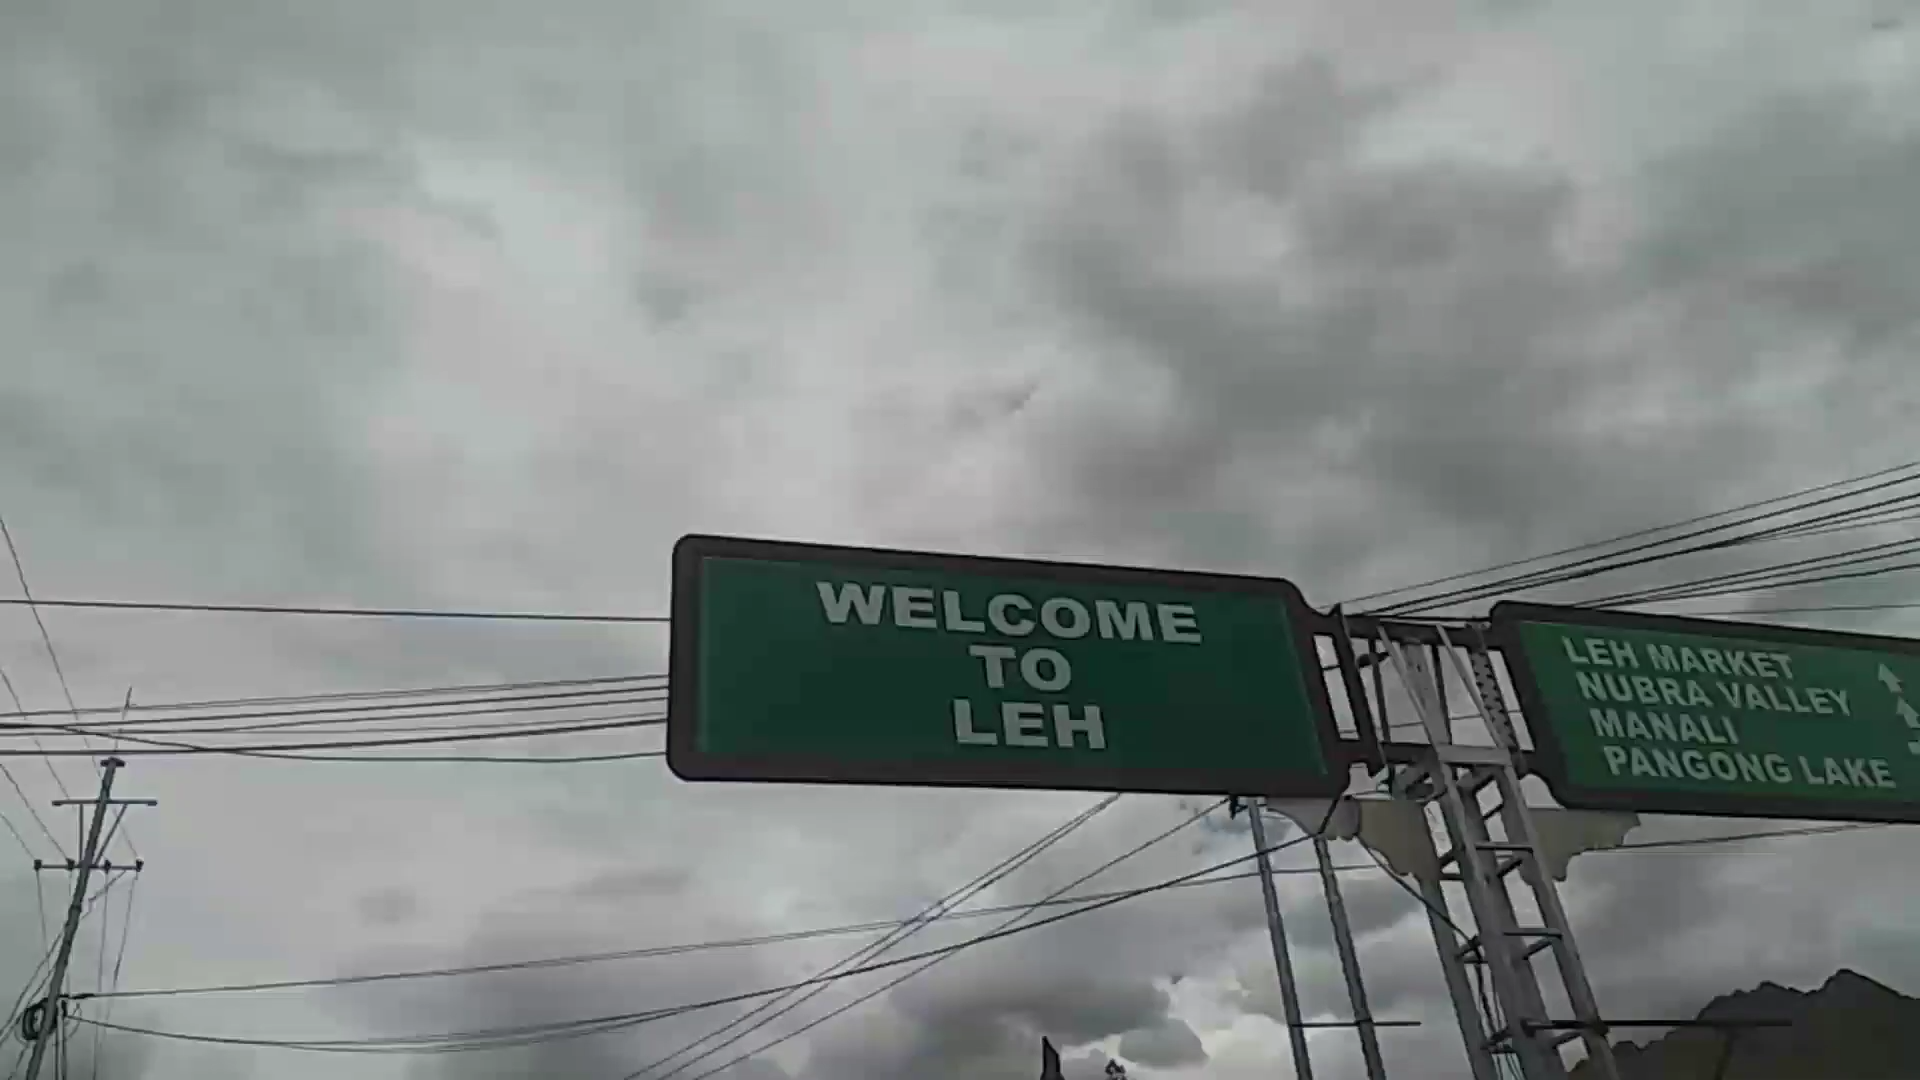 WELCOME
TO
LEH
LEH MARKET
NUBRA VALLEY
MANALI
PANGONG LAKE